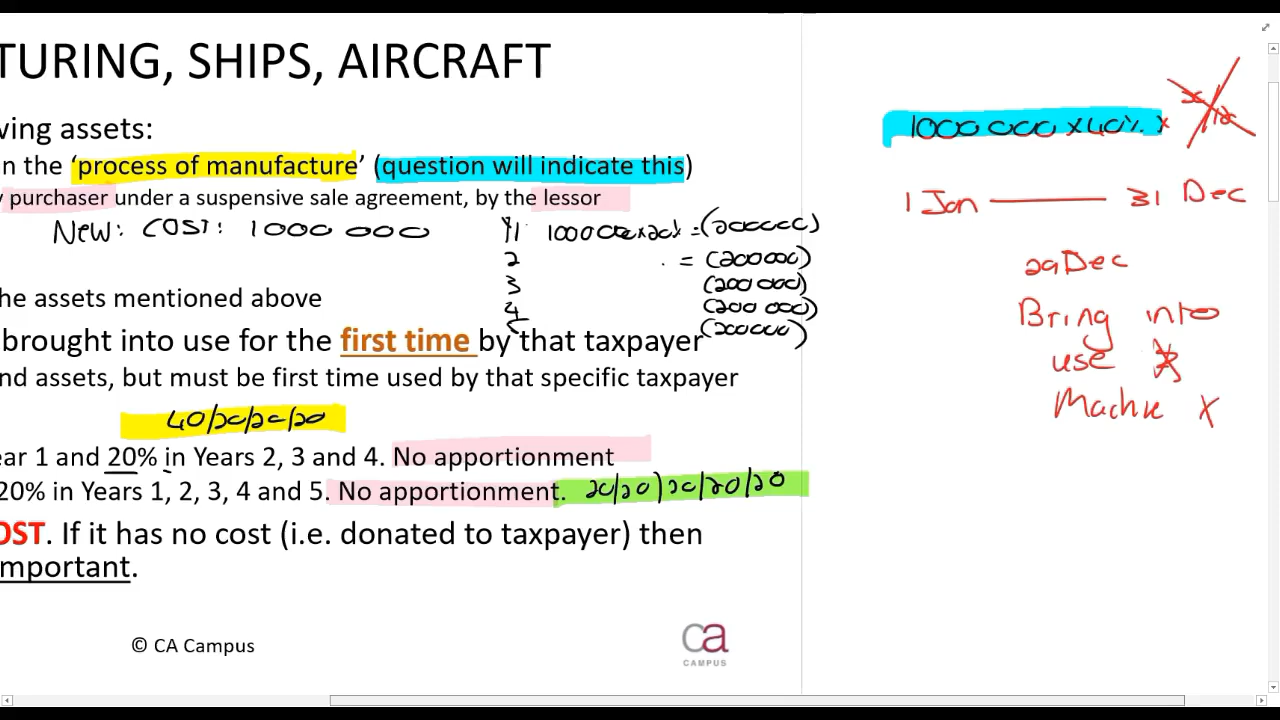 TURING, SHIPS, AIRCRAFT
ving assets:
n the ‘process of manufacture’ (question will indicate this)
y purchaser under a suspensive sale agreement, by the lessor
New: COST: 1000 000
Y1 1000 000 x 20% = (200000)
2 = (200 000)
3 (200 000)
4 (200 000)
5 (200000)
he assets mentioned above
brought into use for the first time by that taxpayer
nd assets, but must be first time used by that specific taxpayer
40/20/20/20
ear 1 and 20% in Years 2, 3 and 4. No apportionment
20% in Years 1, 2, 3, 4 and 5. No apportionment. 20/20/20/20/20
OST. If it has no cost (i.e. donated to taxpayer) then
mportant.
© CA Campus
ca
CAMPUS
1000 000 x 40% x
1 Jan 31 Dec
29 Dec
Bring into
use
Machine X